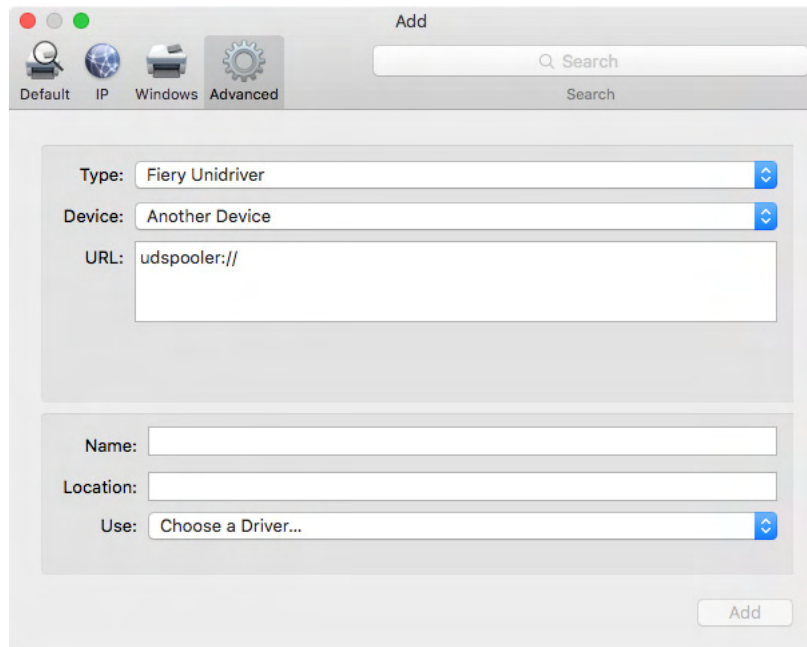 Add
Search
Default IP Windows Advanced Search
Type: Fiery Unidriver
Device: Another Device
URL: udspooler://
Name:
Location:
Use: Choose a Driver...
Add